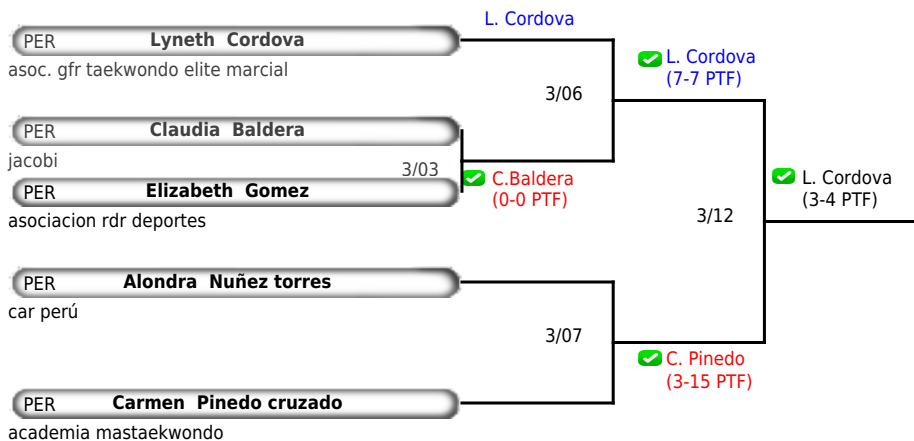 L. Cordova
PER Lyneth Cordova
asoc. gfr taekwondo elite marcial
L. Cordova
(7-7 PTF)
3/06
PER Claudia Baldera
jacobi
3/03
C.Baldera
(0-0 PTF)
PER Elizabeth Gomez
asociacion rdr deportes
L. Cordova
(3-4 PTF)
3/12
PER Alondra Nuñez torres
car perú
3/07
C. Pinedo
(3-15 PTF)
PER Carmen Pinedo cruzado
academia mastaekwondo